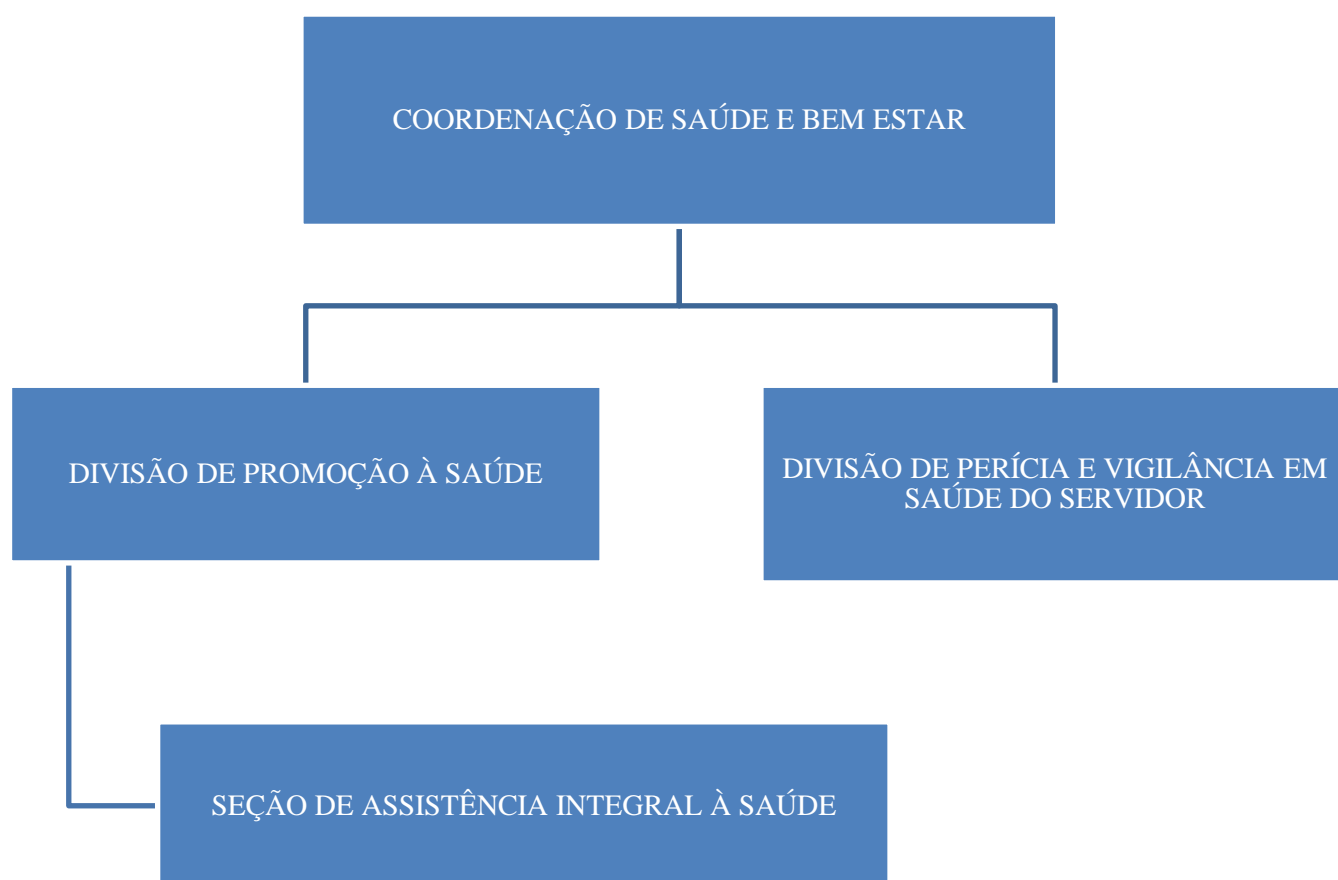 COORDENAÇÃO DE SAÚDE E BEM ESTAR
DIVISÃO DE PROMOÇÃO À SAÚDE
DIVISÃO DE PERÍCIA E VIGILÂNCIA EM
SAÚDE DO SERVIDOR
SEÇÃO DE ASSISTÊNCIA INTEGRAL À SAÚDE